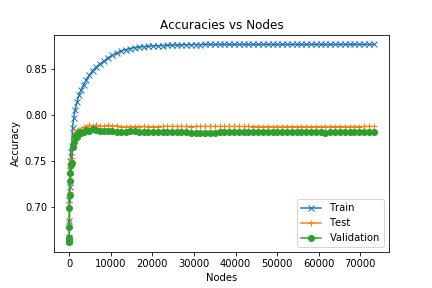 Accuracies vs Nodes
0.85
0.80
0.75
0.70
Accuracy
0 10000 20000 30000 40000 50000 60000 70000
Nodes
Train
Test
Validation